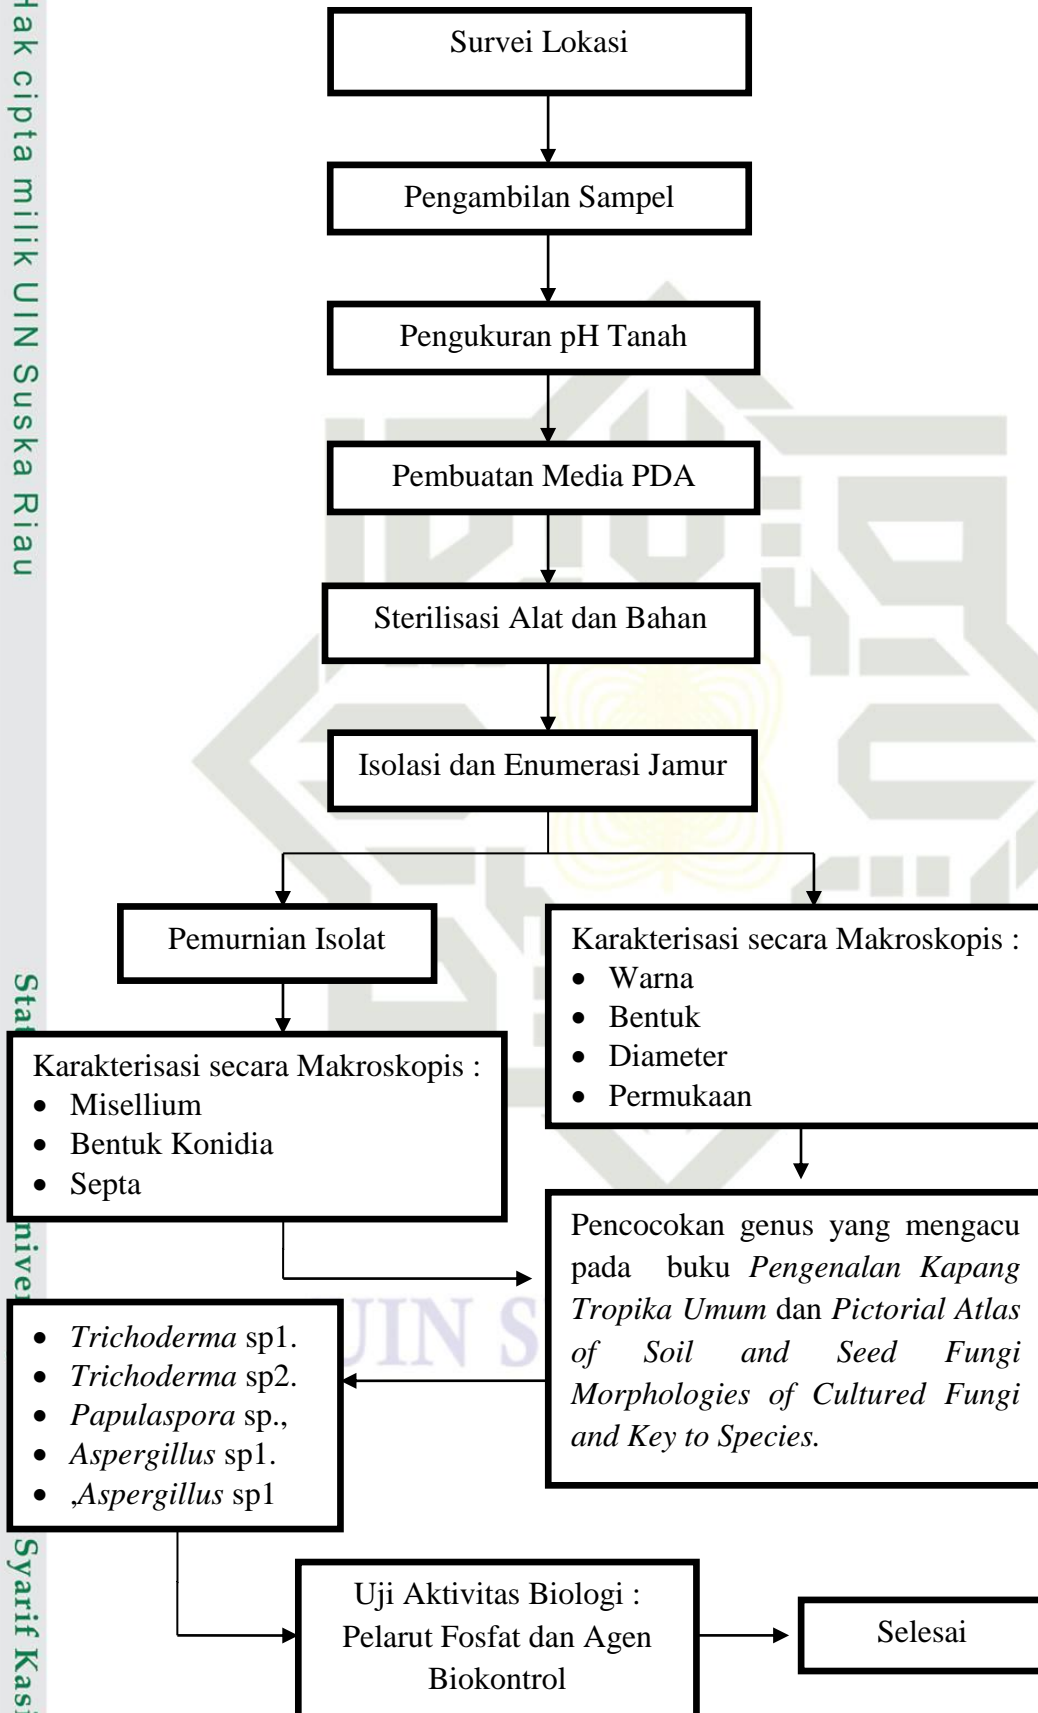 Hak cipta milik UIN Suska Riau
Survei Lokasi
Pengambilan Sampel
Pengukuran pH Tanah
Pembuatan Media PDA
Sterilisasi Alat dan Bahan
Isolasi dan Enumerasi Jamur
Pemurnian Isolat
Karakterisasi secara Makroskopis :
• Warna
• Bentuk
• Diameter
• Permukaan
Karakterisasi secara Makroskopis :
• Misellium
• Bentuk Konidia
• Septa
Pencocokan genus yang mengacu
pada buku Pengenalan Kapang
Tropika Umum dan Pictorial Atlas
of Soil and Seed Fungi
Morphologies of Cultured Fungi
and Key to Species.
• Trichoderma sp1.
• Trichoderma sp2.
• Papulaspora sp.,
• Aspergillus sp1.
• ,Aspergillus sp1
UIN S
Uji Aktivitas Biologi :
Pelarut Fosfat dan Agen
Biokontrol
Selesai
Syarif